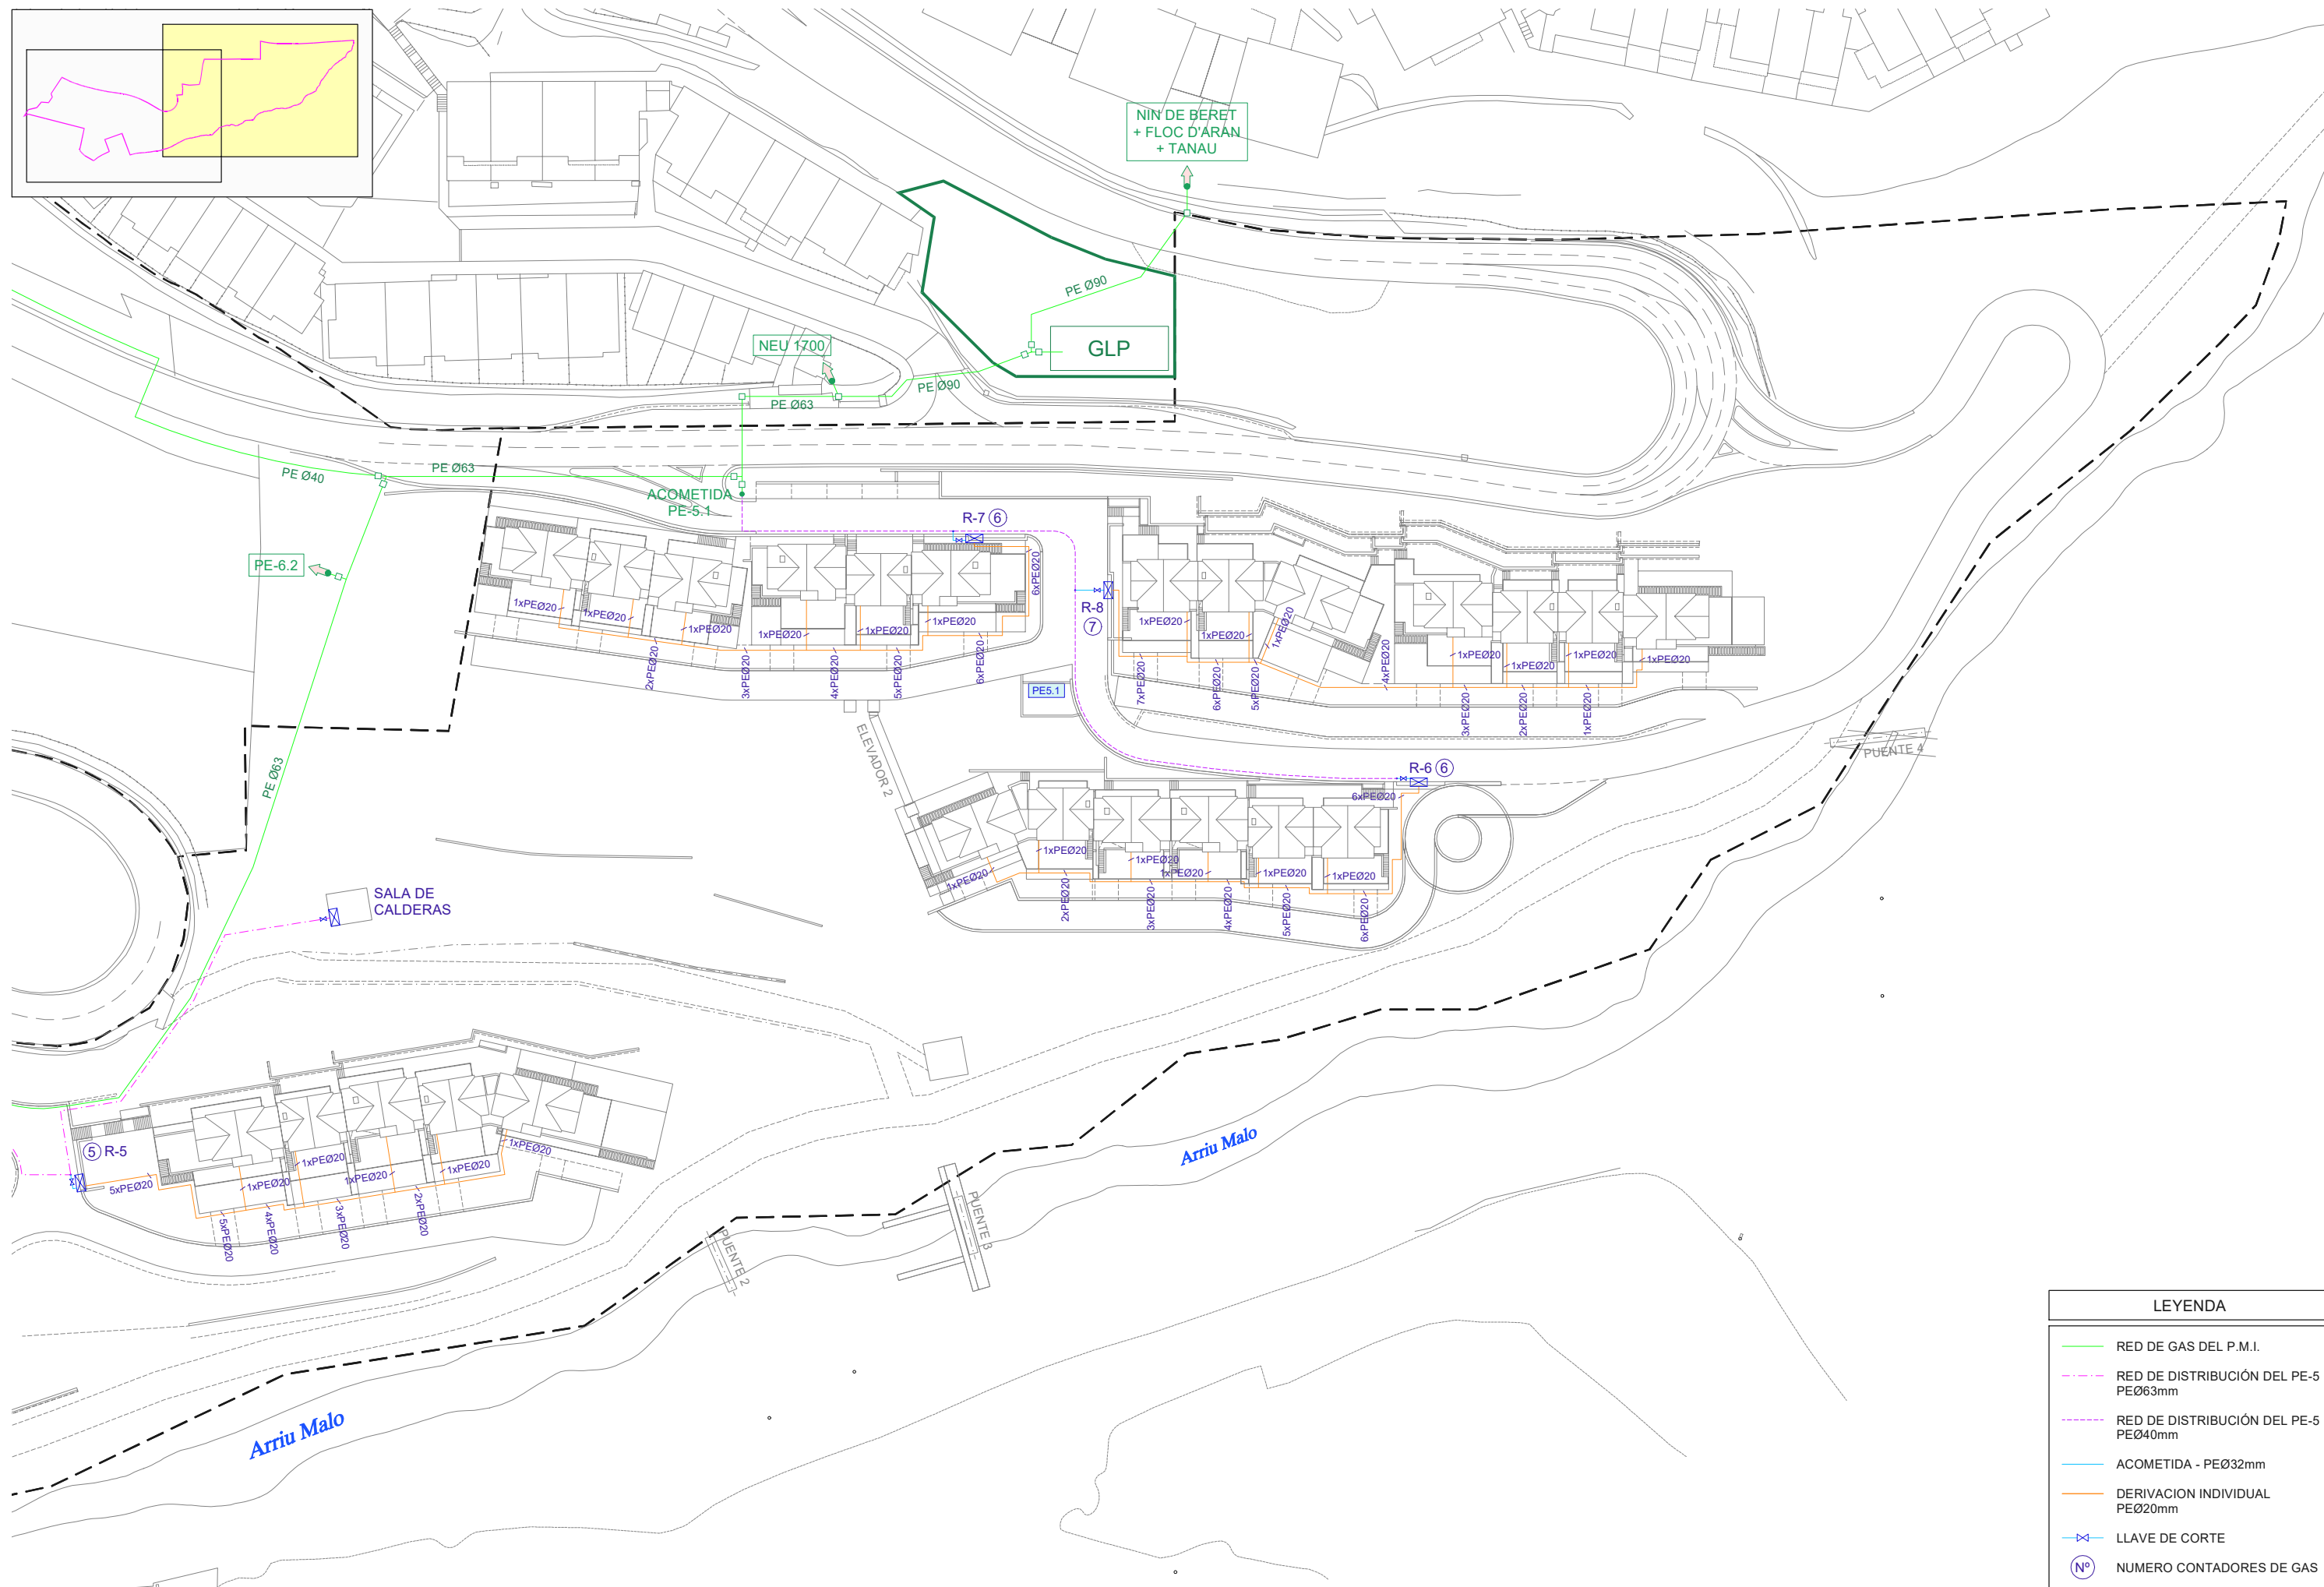 NIN DE BERET
+ FLOC D'ARAN
+ TANAU
PE Ø90
GLP
NEU 1700
PE Ø90
PE Ø63
PE Ø63
PE Ø40
ACOMETIDA
PE-5.1
R-7 6
PE-6.2
6xPEØ20
1xPEØ20
1xPEØ20
1xPEØ20
1xPEØ20
1xPEØ20
1xPEØ20
2xPEØ20
3xPEØ20
4xPEØ20
5xPEØ20
6xPEØ20
R-8
7
1xPEØ20
1xPEØ20
1xPEØ20
4xPEØ20
1xPEØ20
1xPEØ20
1xPEØ20
1xPEØ20
7xPEØ20
6xPEØ20
5xPEØ20
3xPEØ20
2xPEØ20
1xPEØ20
PE5.1
ELEVADOR 2
PUENTE 4
PE Ø63
R-6 6
6xPEØ20
1xPEØ20
1xPEØ20
1xPEØ20
1xPEØ20
1xPEØ20
1xPEØ20
2xPEØ20
3xPEØ20
4xPEØ20
5xPEØ20
6xPEØ20
SALA DE
CALDERAS
5 R-5
5xPEØ20
1xPEØ20
1xPEØ20
1xPEØ20
1xPEØ20
1xPEØ20
5xPEØ20
4xPEØ20
3xPEØ20
2xPEØ20
Arriu Malo
PUENTE 3
PUENTE 2
Arriu Malo
LEYENDA
RED DE GAS DEL P.M.I.
RED DE DISTRIBUCIÓN DEL PE-5
PEØ63mm
RED DE DISTRIBUCIÓN DEL PE-5
PEØ40mm
ACOMETIDA - PEØ32mm
DERIVACION INDIVIDUAL
PEØ20mm
LLAVE DE CORTE
Nº NUMERO CONTADORES DE GAS